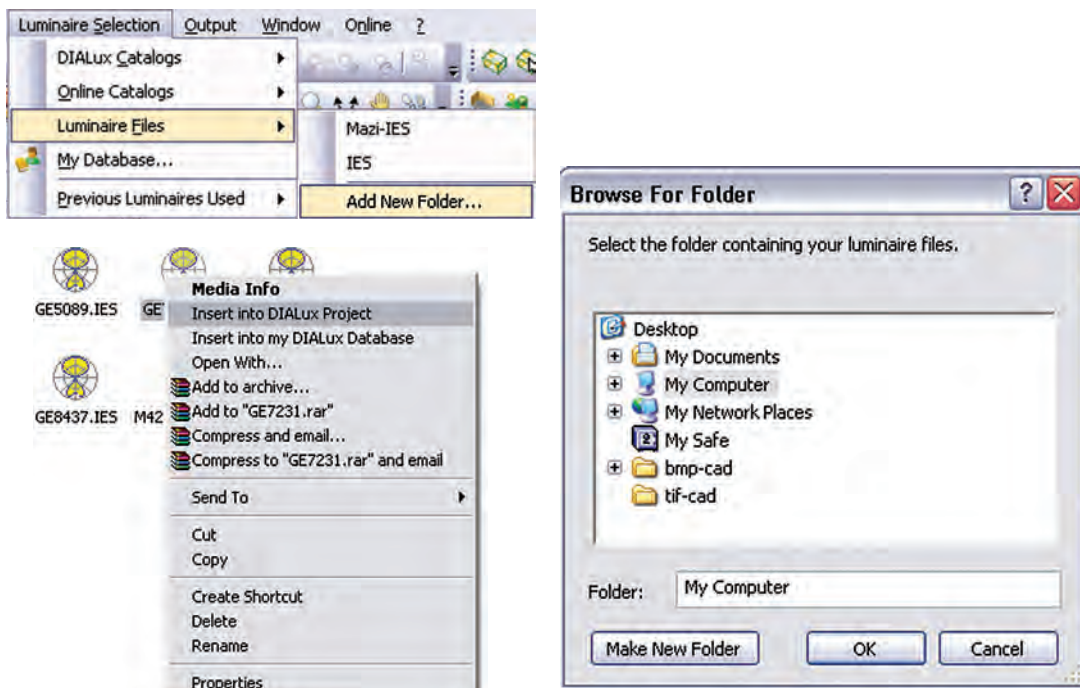 Luminaire Selection Output Window Online ?
DIALux Catalogs
Online Catalogs
Luminaire Files
My Database...
Previous Luminaires Used
Mazi-IES
IES
Add New Folder...
GE5089.IES
GE
GE8437.IES
M42
Media Info
Insert into DIALux Project
Insert into my DIALux Database
Open With...
Add to archive...
Add to "GE7231.rar"
Compress and email...
Compress to "GE7231.rar" and email
Send To
Cut
Copy
Create Shortcut
Delete
Rename
Properties
Browse For Folder
Select the folder containing your luminaire files.
Desktop
My Documents
My Computer
My Network Places
My Safe
bmp-cad
tif-cad
Folder: My Computer
Make New Folder OK Cancel